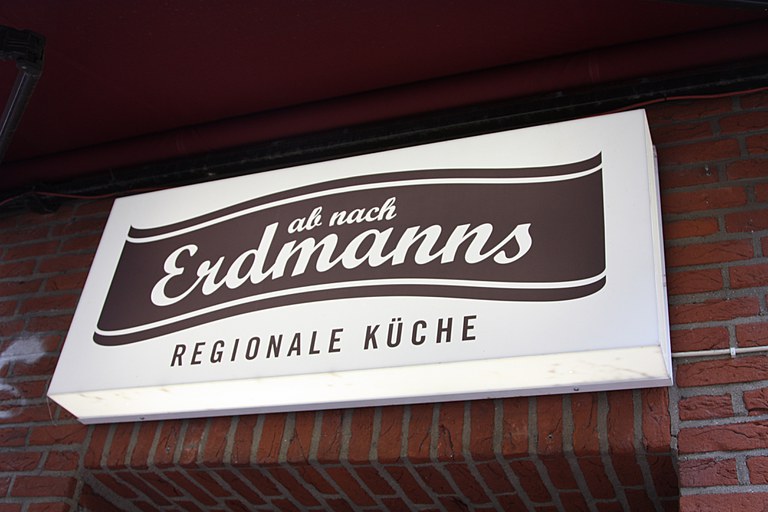 ab nach
Erdmanns
REGIONALE KÜCHE